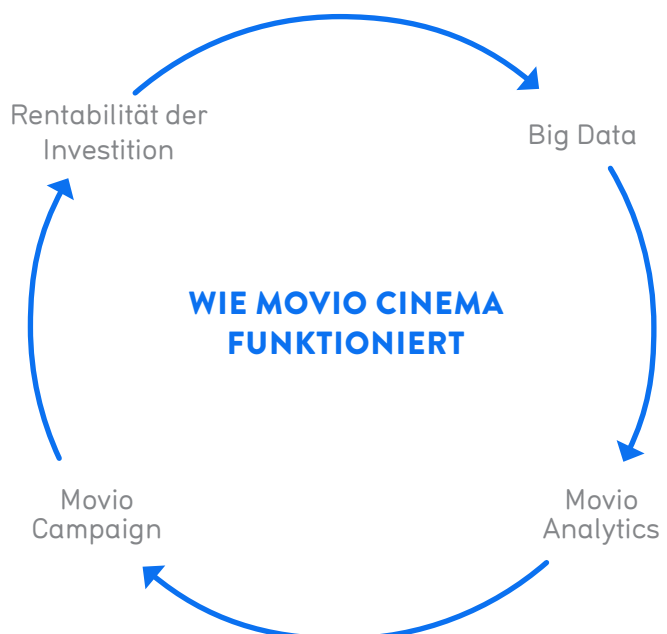 Rentabilität der
Investition
Big Data
WIE MOVIO CINEMA
FUNKTIONIERT
Movio
Campaign
Movio
Analytics